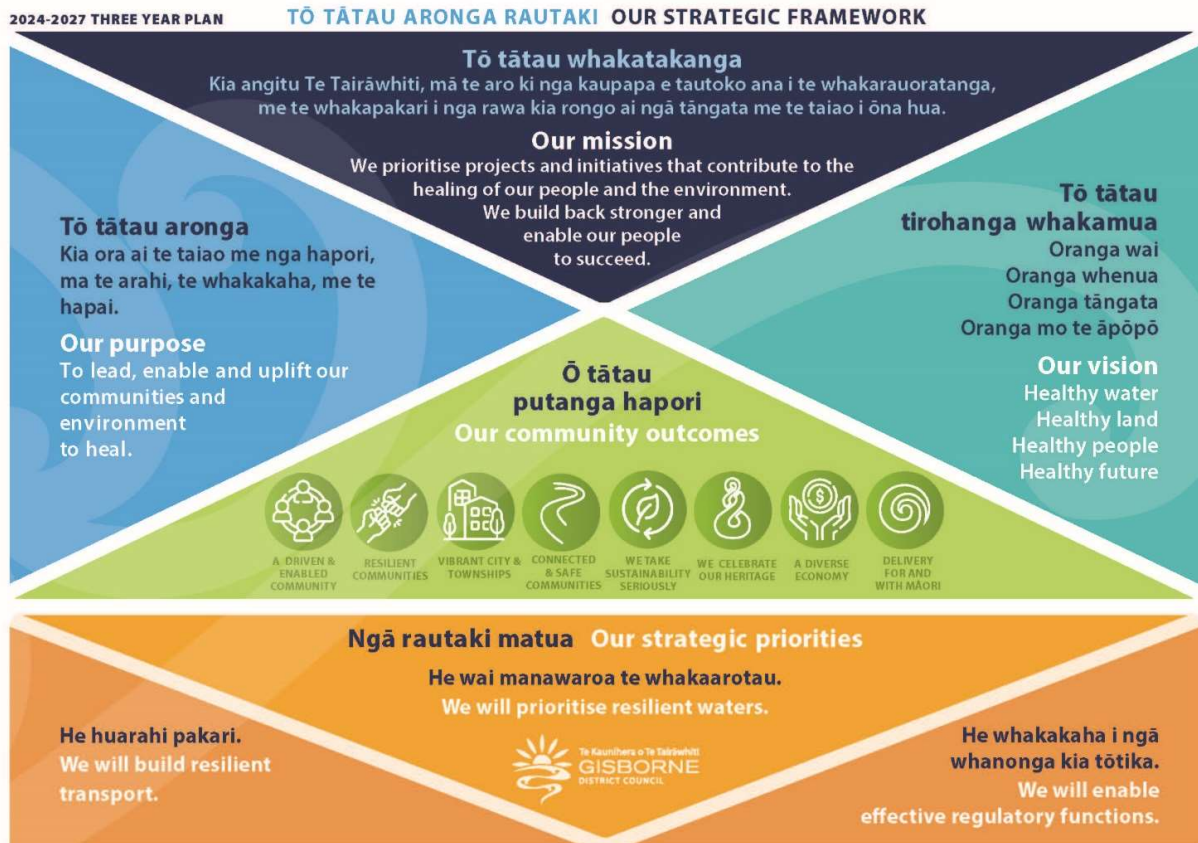 2024-2027 THREE YEAR PLAN
TŌ TĀTAU ARONGA RAUTAKI OUR STRATEGIC FRAMEWORK
Tō tātau whakatakanga
Kia angitu Te Tairāwhiti, mā te aro ki nga kaupapa e tautoko ana i te whakarauoratanga,
me te whakapakari i nga rawa kia rongo ai ngā tāngata me te taiao i ōna hua.
Our mission
We prioritise projects and initiatives that contribute to the
healing of our people and the environment.
We build back stronger and
enable our people
to succeed.
Tō tātau aronga
Kia ora ai te taiao me nga hapori,
ma te arahi, te whakakaha, me te
hapai.
Our purpose
To lead, enable and uplift our
communities and
environment
to heal.
Tō tātau
tirohanga whakamua
Oranga wai
Oranga whenua
Oranga tāngata
Oranga mo te āpōpō
Our vision
Healthy water
Healthy land
Healthy people
Healthy future
Ō tātau
putanga hapori
Our community outcomes
A DRIVEN &
ENABLED
COMMUNITY
RESILIENT
COMMUNITIES
VIBRANT CITY &
TOWNSHIPS
CONNECTED
& SAFE
COMMUNITIES
WE TAKE
SUSTAINABILITY
SERIOUSLY
WE CELEBRATE
OUR HERITAGE
$
A DIVERSE
ECONOMY
DELIVERY
FOR AND
WITH MĀORI
Ngā rautaki matua Our strategic priorities
He wai manawaroa te whakaarotau.
We will prioritise resilient waters.
He huarahi pakari.
We will build resilient
transport.
Te Kaunihera o Te Tairāwhiti
GISBORNE
DISTRICT COUNCIL
He whakakaha i ngā
whanonga kia tōtika.
We will enable
effective regulatory functions.